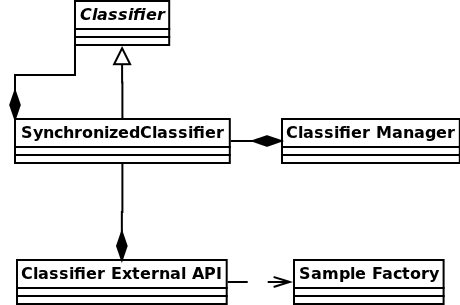 Classifier
SynchronizedClassifier
Classifier Manager
Classifier External API
Sample Factory